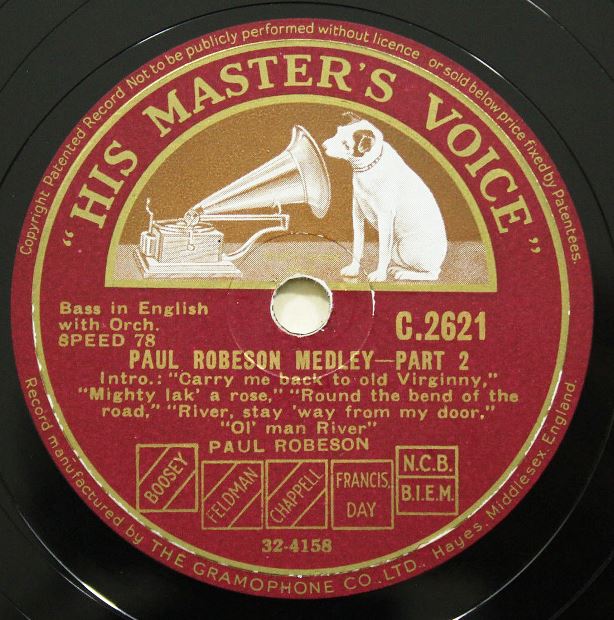 Copyright Patented Record Not to be publicly performed without licence or sold below price fixed by Patentees.
"HIS MASTER'S VOICE"
Bass in English
with Orch.
SPEED 78
C.2621
PAUL ROBESON MEDLEY—PART 2
Intro.: "Carry me back to old Virginny,"
"Mighty lak' a rose," "Round the bend of the
road," "River, stay 'way from my door,"
"Ol' man River"
PAUL ROBESON
BOOSEY
FELDMAN
CHAPPELL
FRANCIS,
DAY
N.C.B.
B.I.E.M.
32-4158
Record manufactured by THE GRAMOPHONE CO., LTD., Hayes, Middlesex, England.